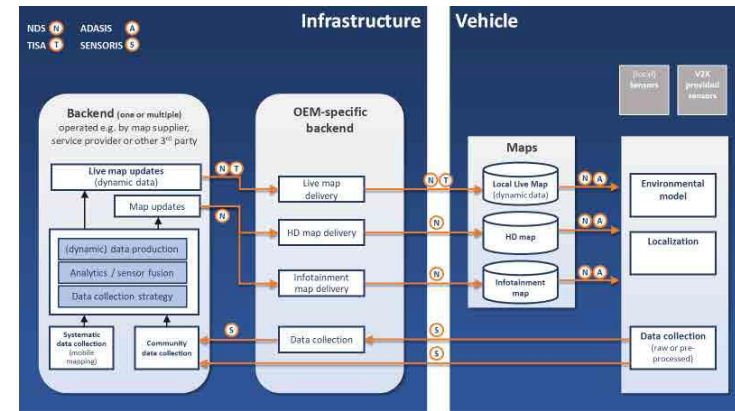 Infrastructure
Vehicle
NDS N ADASIS A
TISA T SENSORIS S
(local)
Sensors
V2X
provided
sensors
Backend (one or multiple)
operated e.g. by map supplier,
service provider or other 3rd party
OEM-specific
backend
Maps
Live map updates
(dynamic data)
N T
Live map
delivery
N T
Local Live Map
(dynamic data)
N A
Environmental
model
Map updates
N
HD map delivery
N
HD map
N A
Localization
(dynamic) data production
Analytics / sensor fusion
Data collection strategy
Infotainment
map delivery
N
Infotainment
map
N A
Systematic
data collection
(mobile
mapping)
Community
data collection
S
Data collection
S
S
Data collection
(raw or pre-
processed)